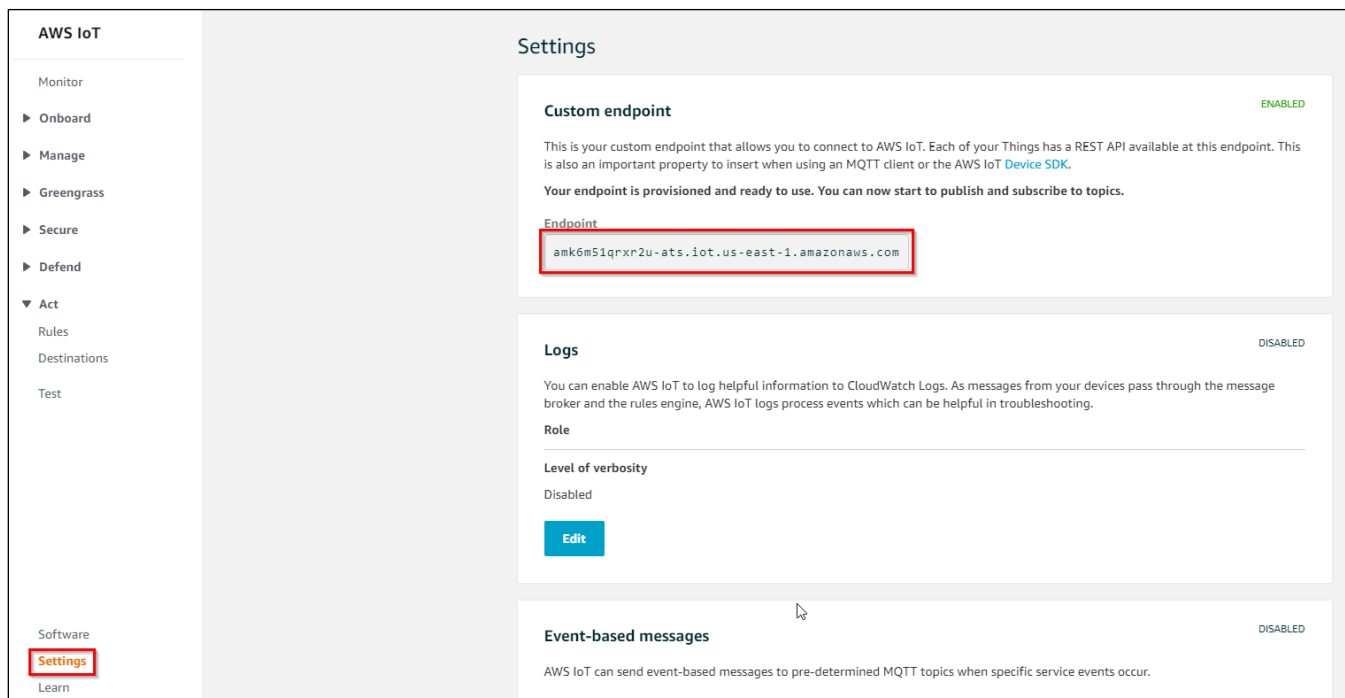 AWS IoT
Monitor
Onboard
Manage
Greengrass
Secure
Defend
Act
Rules
Destinations
Test
Software
Settings
Learn
Settings
Custom endpoint
ENABLED
This is your custom endpoint that allows you to connect to AWS IoT. Each of your Things has a REST API available at this endpoint. This
is also an important property to insert when using an MQTT client or the AWS IoT Device SDK.
Your endpoint is provisioned and ready to use. You can now start to publish and subscribe to topics.
Endpoint
amk6m51qrxr2u-ats.iot.us-east-1.amazonaws.com
Logs
DISABLED
You can enable AWS IoT to log helpful information to CloudWatch Logs. As messages from your devices pass through the message
broker and the rules engine, AWS IoT logs process events which can be helpful in troubleshooting.
Role
Level of verbosity
Disabled
Edit
Event-based messages
DISABLED
AWS IoT can send event-based messages to pre-determined MQTT topics when specific service events occur.